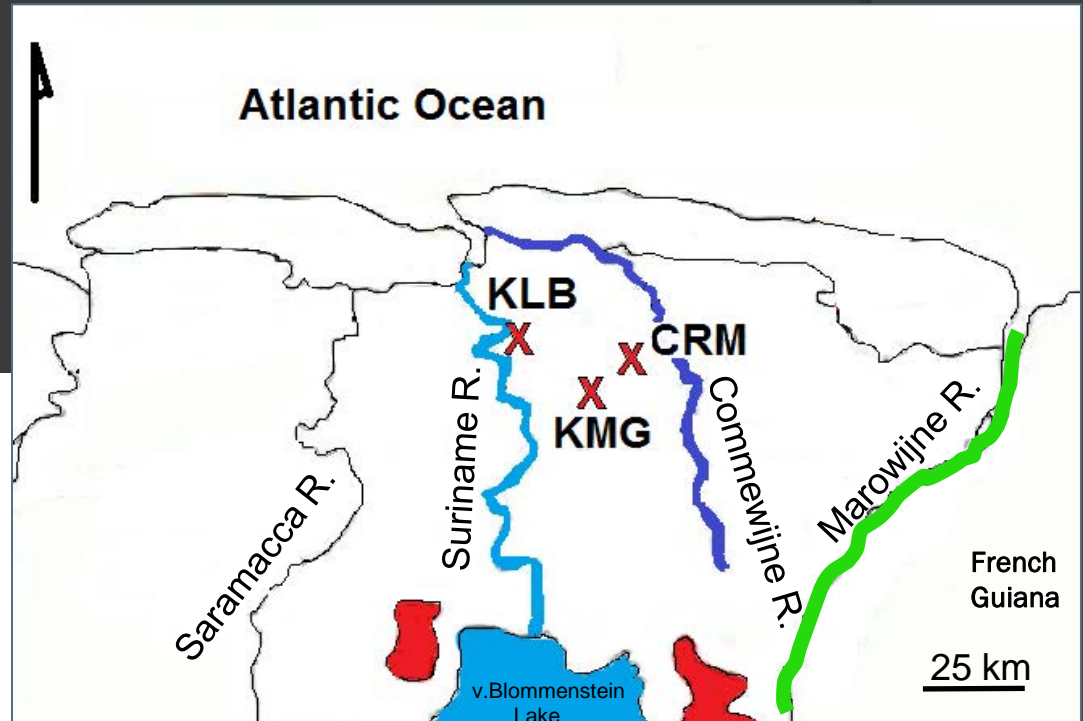 Atlantic Ocean
KLB
X
CRM
X
X
KMG
Suriname R.
Commewijne R.
Marowijne R.
Saramacca R.
French
Guiana
25 km
v.Blommenstein
Lake